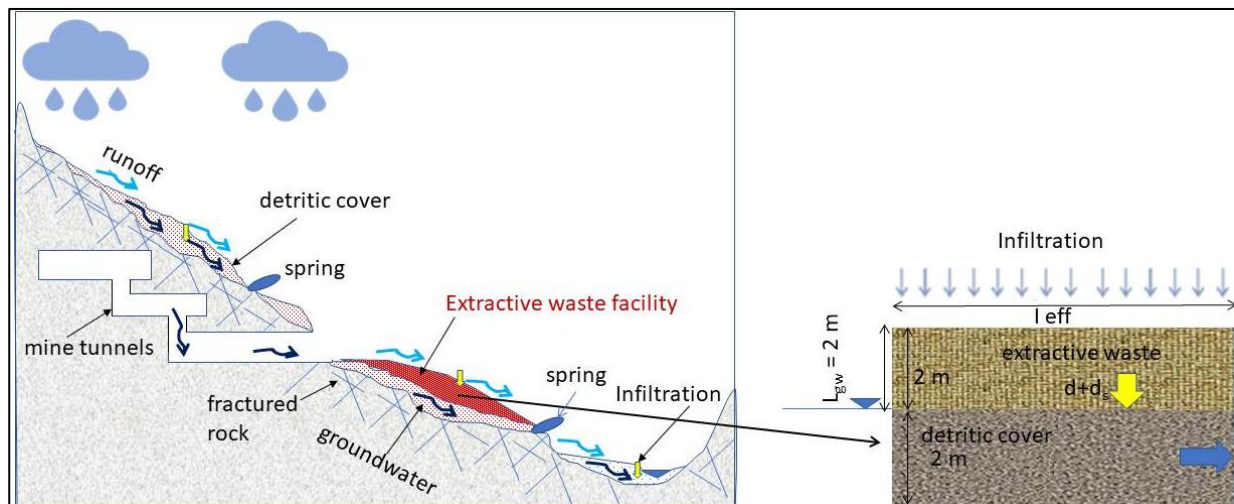 runoff
detritic cover
spring
Extractive waste facility
mine tunnels
spring
Infiltration
fractured
rock
groundwater
Infiltration
I eff
L gw = 2 m
2 m
extractive waste
d+ds
detritic cover
2 m